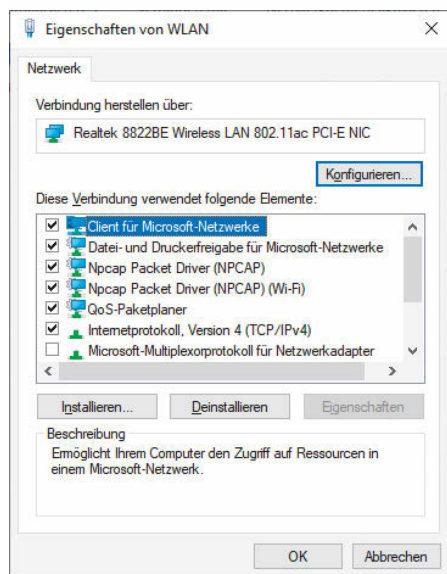 Eigenschaften von WLAN
Netzwerk
Verbindung herstellen über:
Realtek 8822BE Wireless LAN 802.11ac PCI-E NIC
Konfigurieren...
Diese Verbindung verwendet folgende Elemente:
Client für Microsoft-Netzwerke
Datei- und Druckerfreigabe für Microsoft-Netzwerke
Npcap Packet Driver (NPCAP)
Npcap Packet Driver (NPCAP) (Wi-Fi)
QoS-Paketplaner
Internetprotokoll, Version 4 (TCP/IPv4)
Microsoft-Multiplexorprotokoll für Netzwerkadapter
Installieren... Deinstallieren Eigenschaften
Beschreibung
Ermöglicht Ihrem Computer den Zugriff auf Ressourcen in
einem Microsoft-Netzwerk.
OK Abbrechen